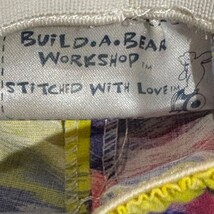 BUiLD•A•BEAR
WORKSHOP™
STITCHED WITH LOVE™